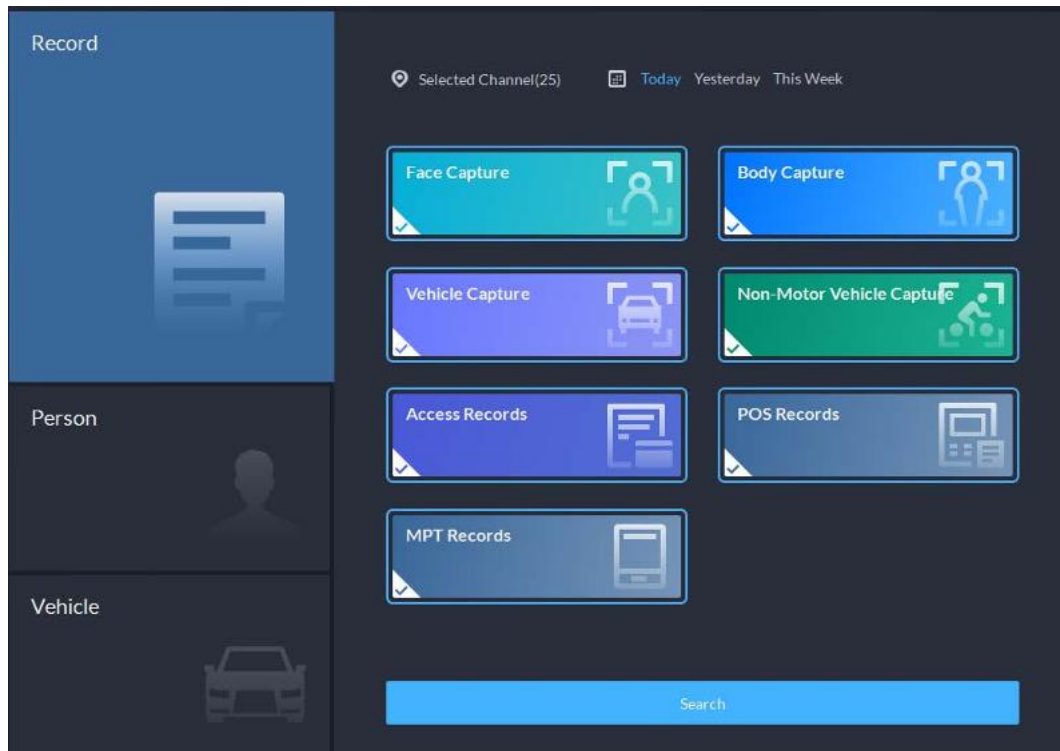 Record
Selected Channel(25) Today Yesterday This Week
Face Capture
Body Capture
Vehicle Capture
Non-Motor Vehicle Capture
Access Records
POS Records
MPT Records
Person
Vehicle
Search